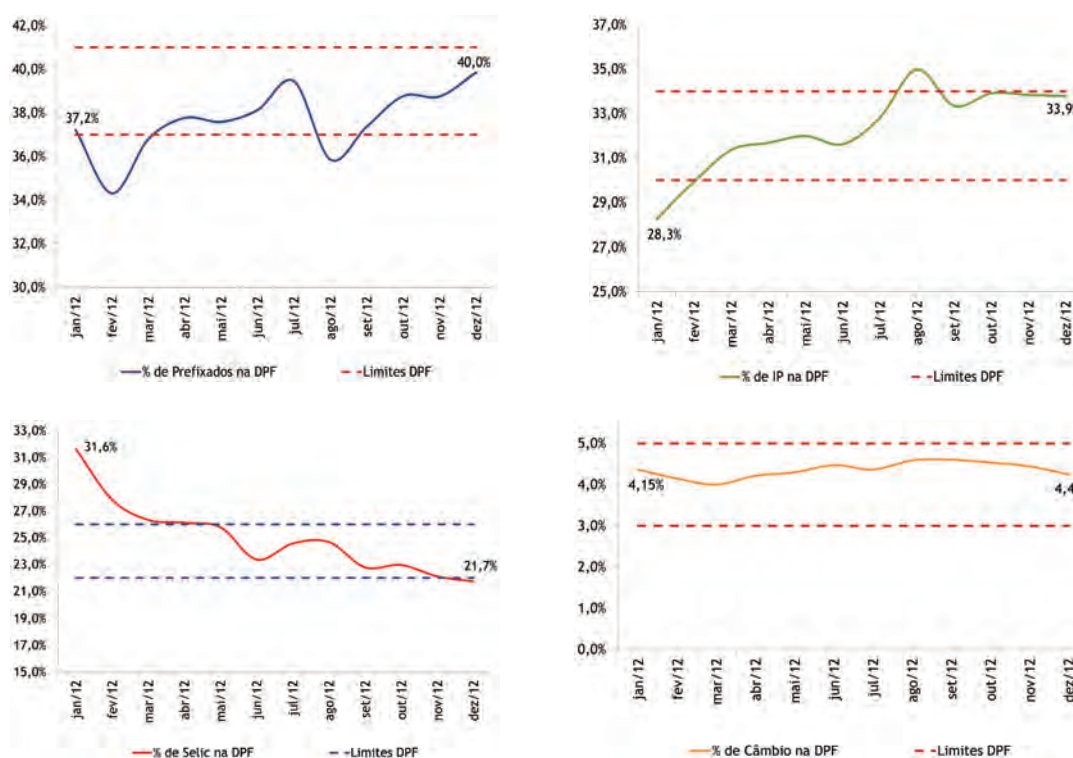 42,0%
40,0%
38,0%
36,0%
34,0%
32,0%
30,0%
37,2%
40,0%
jan/12
fev/12
mar/12
abr/12
mai/12
jun/12
jul/12
ago/12
set/12
out/12
nov/12
dez/12
% de Prefixados na DPF
Limites DPF
37,0%
35,0%
33,0%
31,0%
29,0%
27,0%
25,0%
28,3%
33,9%
jan/12
fev/12
mar/12
abr/12
mai/12
jun/12
jul/12
ago/12
set/12
out/12
nov/12
dez/12
% de IP na DPF
Limites DPF
33,0%
31,0%
29,0%
27,0%
25,0%
23,0%
21,0%
19,0%
17,0%
15,0%
31,6%
21,7%
jan/12
fev/12
mar/12
abr/12
mai/12
jun/12
jul/12
ago/12
set/12
out/12
nov/12
dez/12
% de Selic na DPF
Limites DPF
5,0%
4,0%
3,0%
2,0%
1,0%
0,0%
4,15%
4,4
jan/12
fev/12
mar/12
abr/12
mai/12
jun/12
jul/12
ago/12
set/12
out/12
nov/12
dez/12
% de Câmbio na DPF
Limites DPF